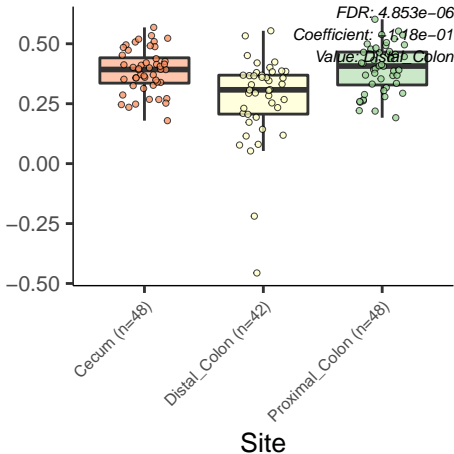 FDR: 4.853e−06
Coefficient:
Value: Distal_Colon
0.50
0.25
0.00
−0.25
−0.50
Cecum (n=48)
Distal_Colon (n=42)
Proximal_Colon (n=48)
Site